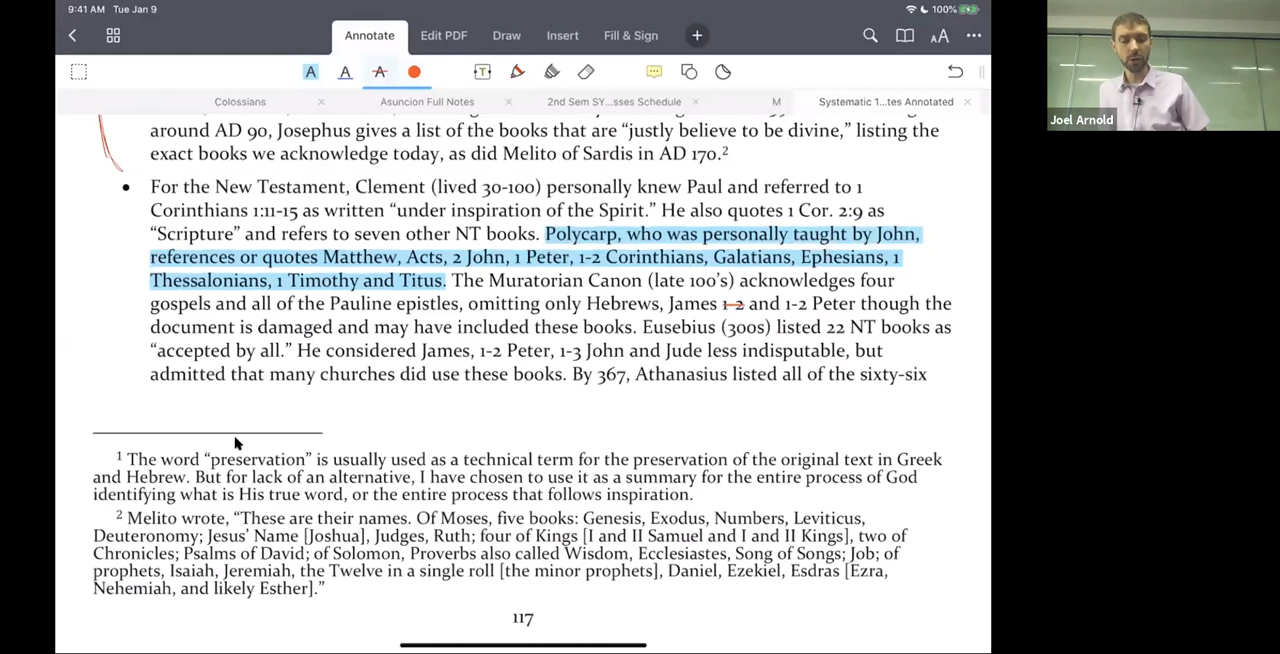 9:41 AM Tue Jan 9
100%
Annotate
Edit PDF
Draw
Insert
Fill & Sign
AA
A A A T
Colossians
Asuncion Full Notes
2nd Sem SY...sses Schedule
M
Systematic 1...tes Annotated
around AD 90, Josephus gives a list of the books that are “justly believe to be divine,” listing the
exact books we acknowledge today, as did Melito of Sardis in AD 170.²
• For the New Testament, Clement (lived 30-100) personally knew Paul and referred to 1
Corinthians 1:11-15 as written “under inspiration of the Spirit.” He also quotes 1 Cor. 2:9 as
“Scripture” and refers to seven other NT books. Polycarp, who was personally taught by John,
references or quotes Matthew, Acts, 2 John, 1 Peter, 1-2 Corinthians, Galatians, Ephesians, 1
Thessalonians, 1 Timothy and Titus. The Muratorian Canon (late 100’s) acknowledges four
gospels and all of the Pauline epistles, omitting only Hebrews, James 1-2 and 1-2 Peter though the
document is damaged and may have included these books. Eusebius (300s) listed 22 NT books as
“accepted by all.” He considered James, 1-2 Peter, 1-3 John and Jude less indisputable, but
admitted that many churches did use these books. By 367, Athanasius listed all of the sixty-six
¹ The word “preservation” is usually used as a technical term for the preservation of the original text in Greek
and Hebrew. But for lack of an alternative, I have chosen to use it as a summary for the entire process of God
identifying what is His true word, or the entire process that follows inspiration.
² Melito wrote, “These are their names. Of Moses, five books: Genesis, Exodus, Numbers, Leviticus,
Deuteronomy; Jesus’ Name [Joshua], Judges, Ruth; four of Kings [I and II Samuel and I and II Kings], two of
Chronicles; Psalms of David; of Solomon, Proverbs also called Wisdom, Ecclesiastes, Song of Songs; Job; of
prophets, Isaiah, Jeremiah, the Twelve in a single roll [the minor prophets], Daniel, Ezekiel, Esdras [Ezra,
Nehemiah, and likely Esther].”
117
Joel Arnold